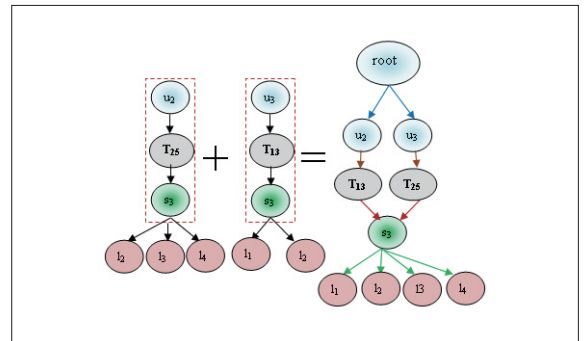 root
u2 u3 u2 u3
T25 + T13 = T13 T25
s3 s3 s3
l2 l3 l4 l1 l2
l1 l2 l3 l4